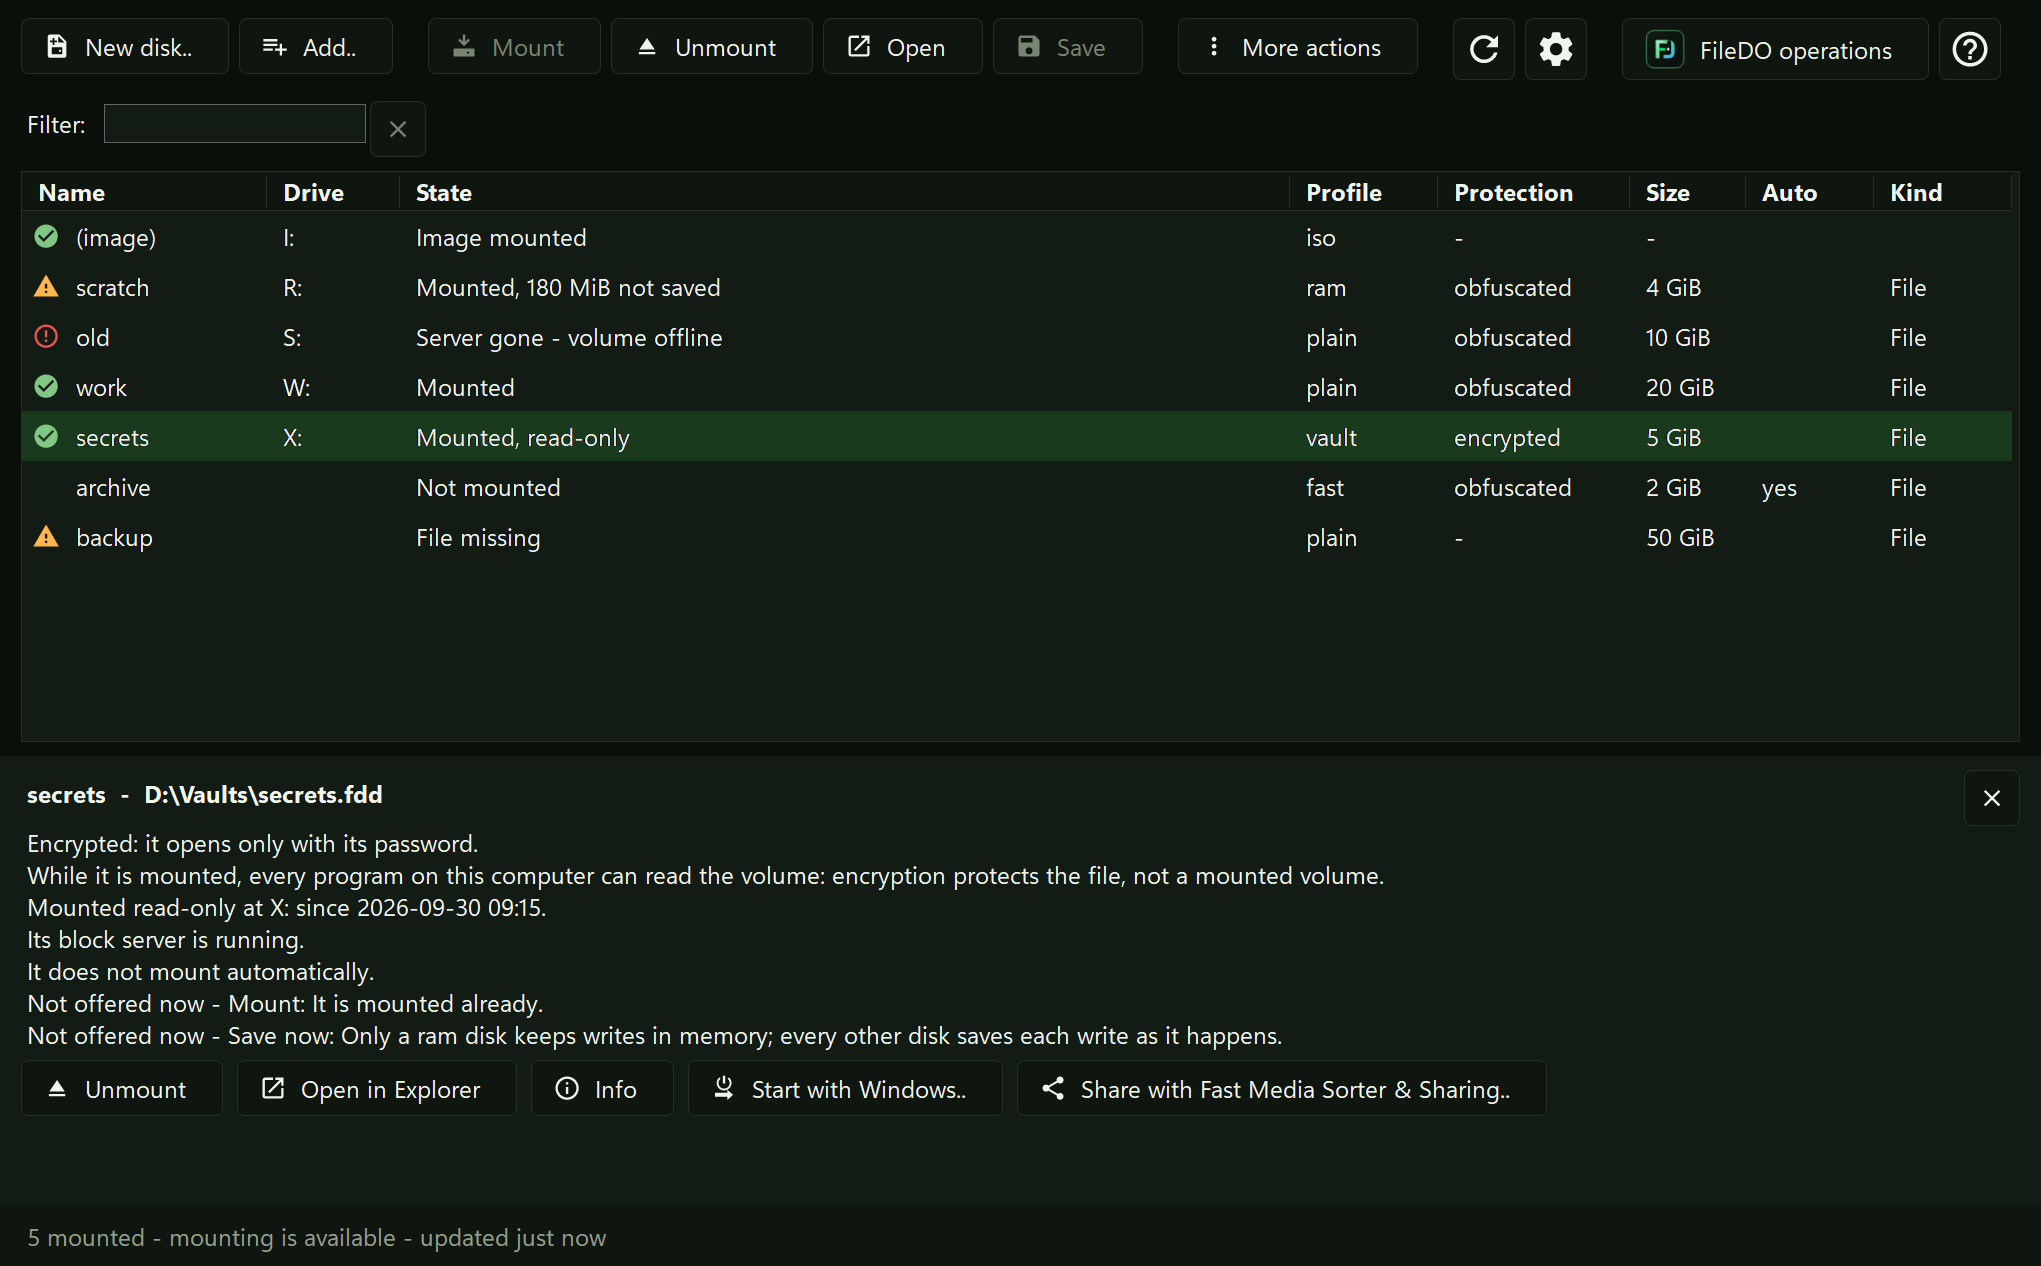 New disk.. Add.. Mount Unmount Open Save More actions FileDO operations
Filter:
Name Drive State Profile Protection Size Auto Kind
(image) I: Image mounted iso - -
scratch R: Mounted, 180 MiB not saved ram obfuscated 4 GiB File
old S: Server gone - volume offline plain obfuscated 10 GiB File
work W: Mounted plain obfuscated 20 GiB File
secrets X: Mounted, read-only vault encrypted 5 GiB File
archive Not mounted fast obfuscated 2 GiB yes File
backup File missing plain - 50 GiB File
secrets - D:\Vaults\secrets.fdd
Encrypted: it opens only with its password.
While it is mounted, every program on this computer can read the volume: encryption protects the file, not a mounted volume.
Mounted read-only at X: since 2026-09-30 09:15.
Its block server is running.
It does not mount automatically.
Not offered now - Mount: It is mounted already.
Not offered now - Save now: Only a ram disk keeps writes in memory; every other disk saves each write as it happens.
Unmount Open in Explorer Info Start with Windows.. Share with Fast Media Sorter & Sharing..
5 mounted - mounting is available - updated just now